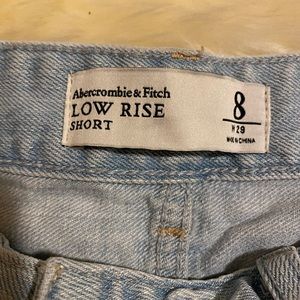 Abercrombie & Fitch
LOW RISE
SHORT
8
W29
MADE IN CHINA